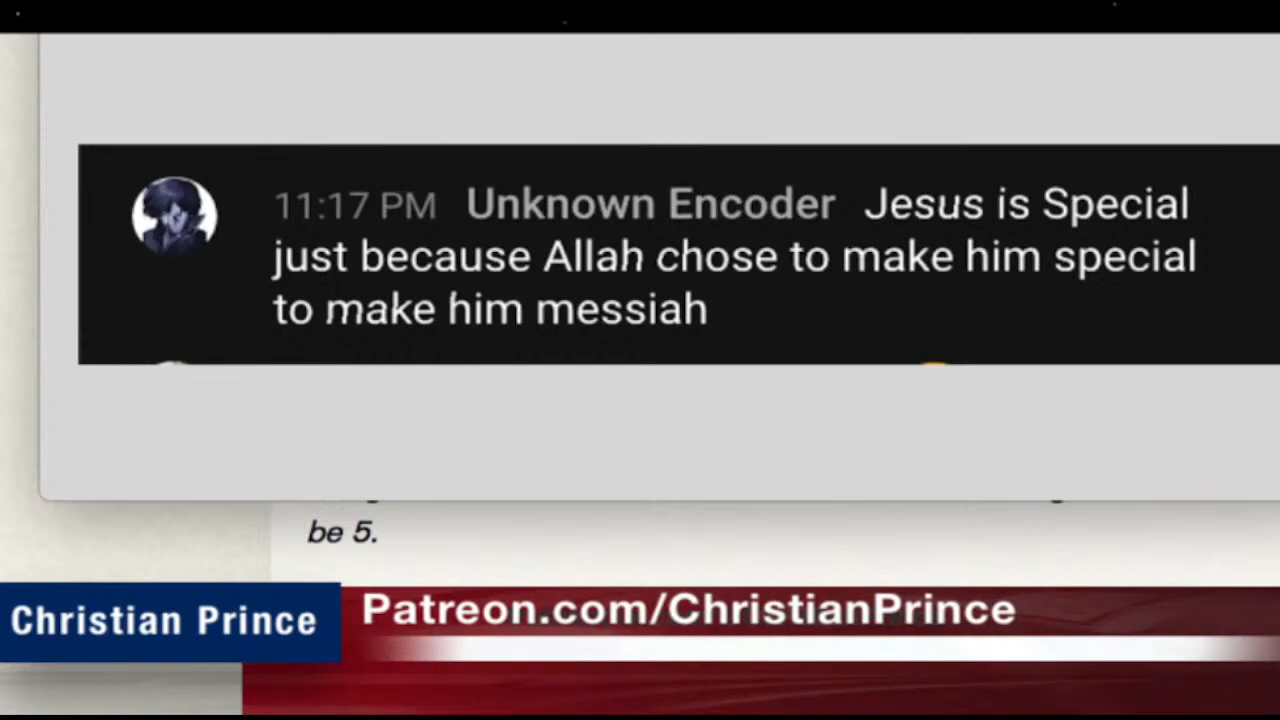 11:17 PM Unknown Encoder Jesus is Special
just because Allah chose to make him special
to make him messiah
be 5.
Christian Prince
Patreon.com/ChristianPrince